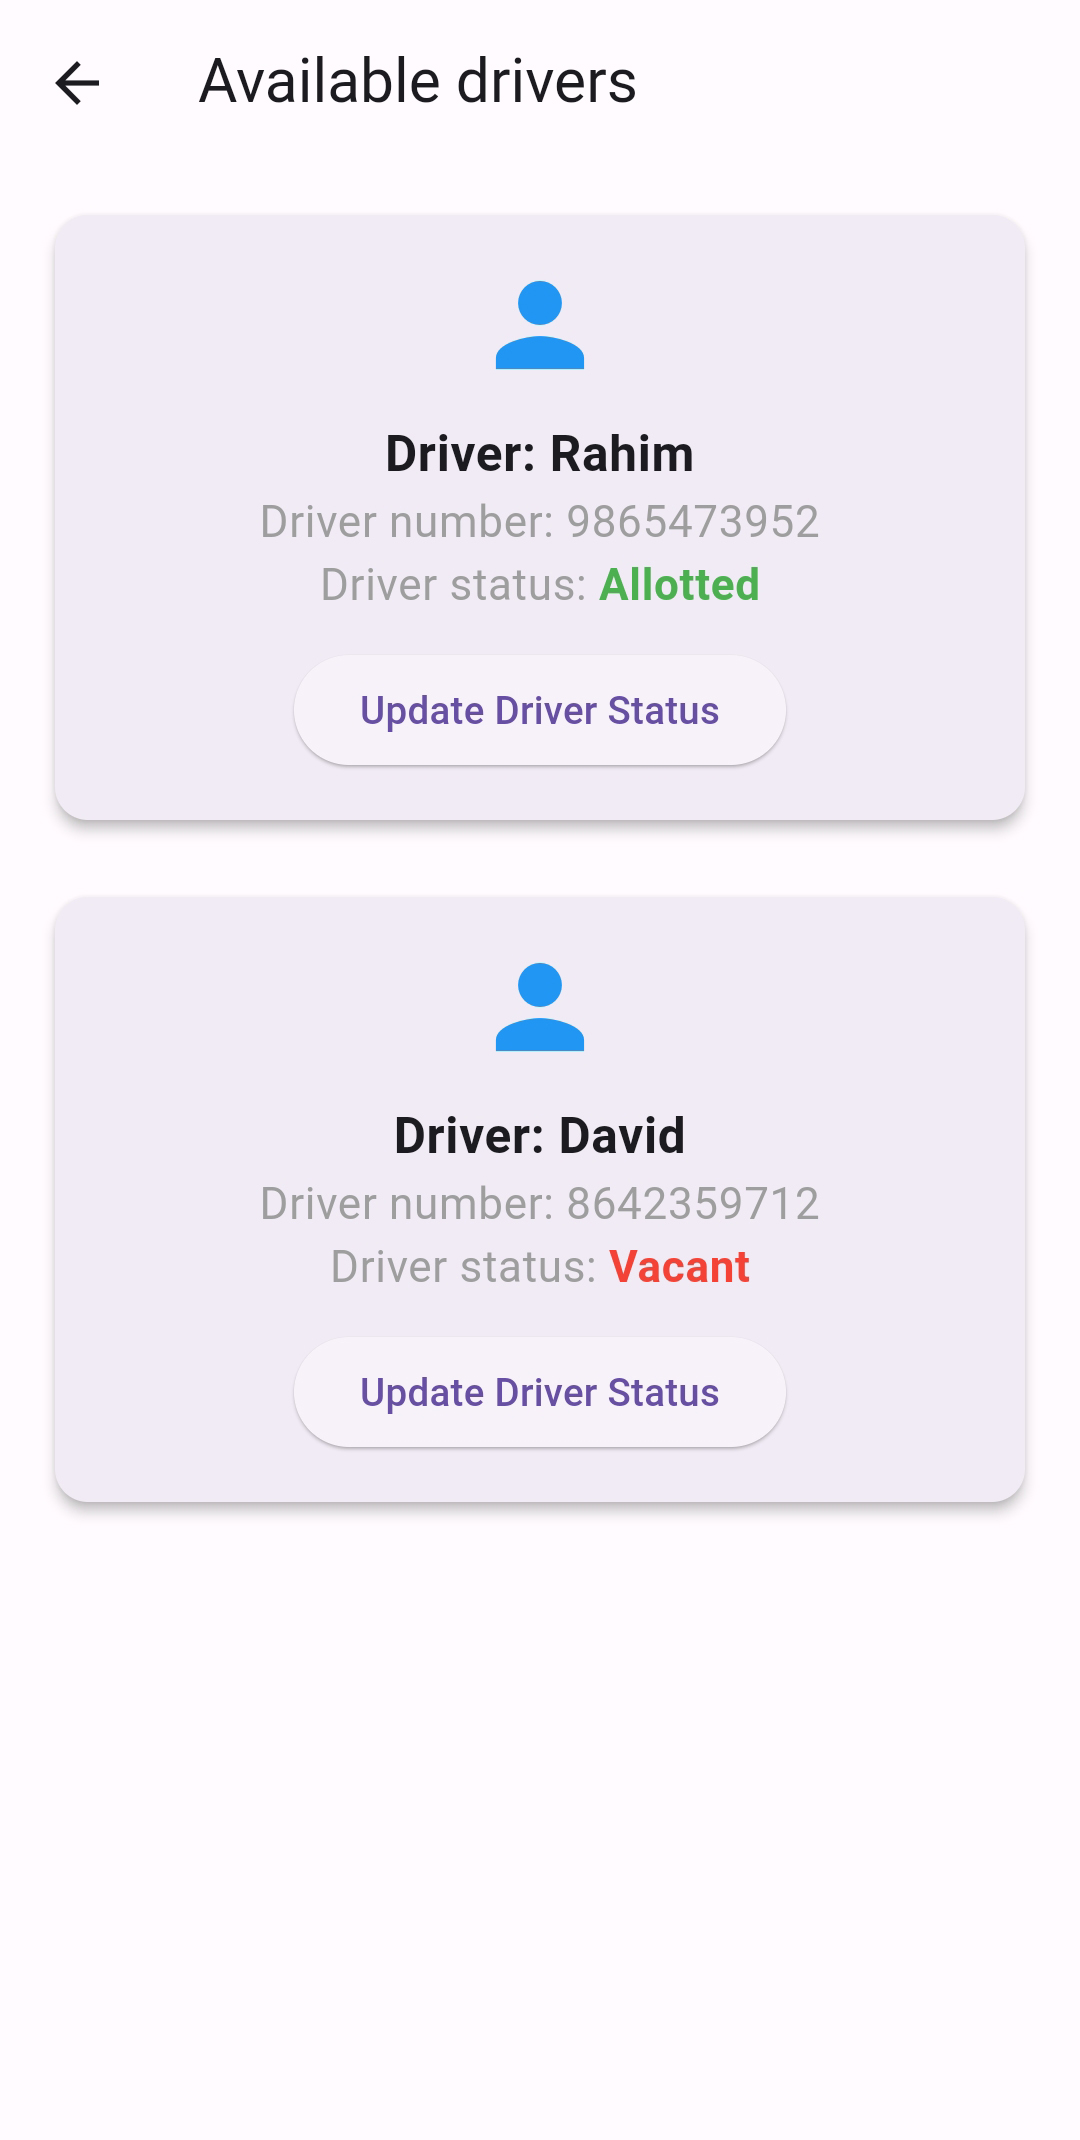 Available drivers
Driver: Rahim
Driver number: 9865473952
Driver status: Allotted
Update Driver Status
Driver: David
Driver number: 8642359712
Driver status: Vacant
Update Driver Status